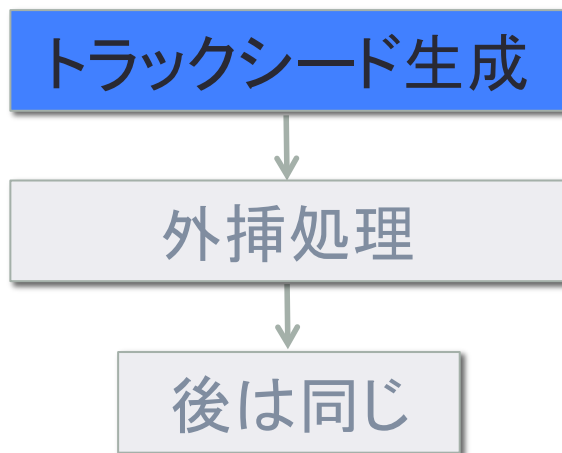 トラックシード生成
外挿処理
後は同じ